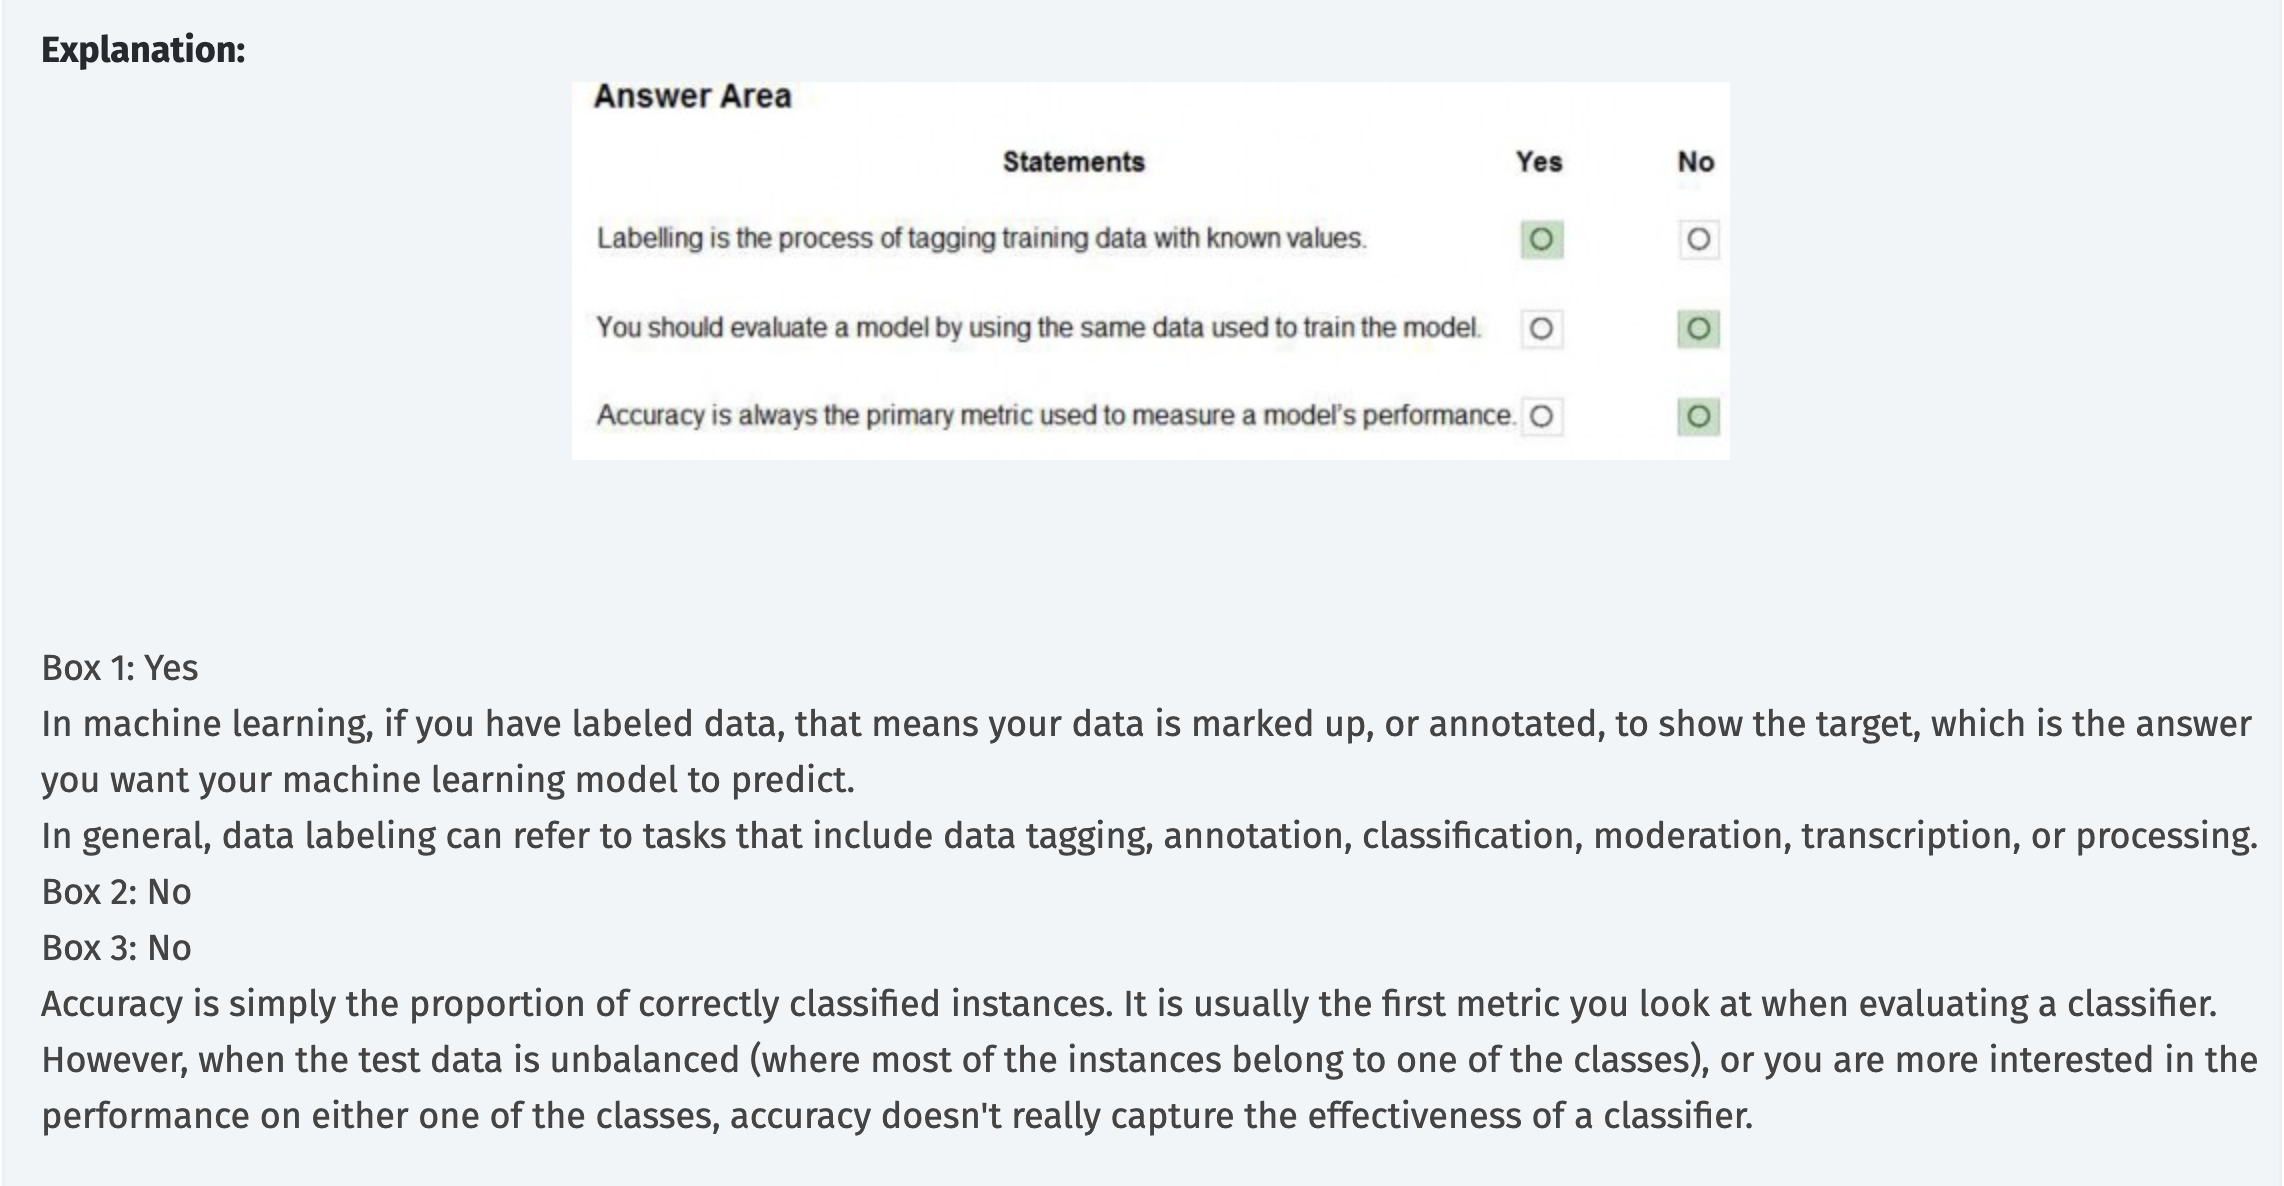 Explanation:
Answer Area
Statements Yes No
Labelling is the process of tagging training data with known values.
You should evaluate a model by using the same data used to train the model.
Accuracy is always the primary metric used to measure a model's performance.
Box 1: Yes
In machine learning, if you have labeled data, that means your data is marked up, or annotated, to show the target, which is the answer
you want your machine learning model to predict.
In general, data labeling can refer to tasks that include data tagging, annotation, classification, moderation, transcription, or processing.
Box 2: No
Box 3: No
Accuracy is simply the proportion of correctly classified instances. It is usually the first metric you look at when evaluating a classifier.
However, when the test data is unbalanced (where most of the instances belong to one of the classes), or you are more interested in the
performance on either one of the classes, accuracy doesn't really capture the effectiveness of a classifier.